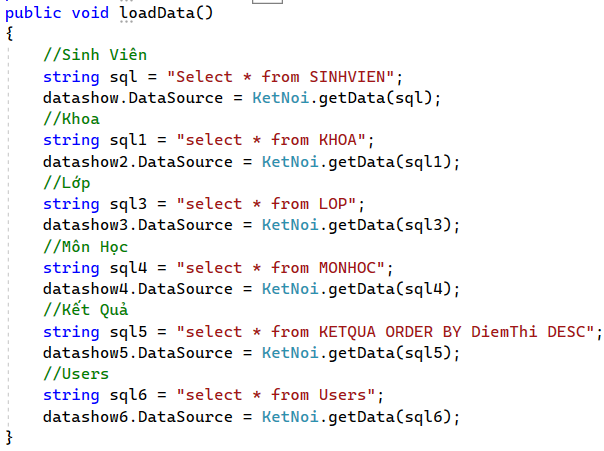 public void loadData()
{
//Sinh Viên
string sql = "Select * from SINHVIEN";
datashow.DataSource = KetNoi.getData(sql);
//Khoa
string sql1 = "select * from KHOA";
datashow2.DataSource = KetNoi.getData(sql1);
//Lớp
string sql3 = "select * from LOP";
datashow3.DataSource = KetNoi.getData(sql3);
//Môn Học
string sql4 = "select * from MONHOC";
datashow4.DataSource = KetNoi.getData(sql4);
//Kết Quả
string sql5 = "select * from KETQUA ORDER BY DiemThi DESC";
datashow5.DataSource = KetNoi.getData(sql5);
//Users
string sql6 = "select * from Users";
datashow6.DataSource = KetNoi.getData(sql6);
}